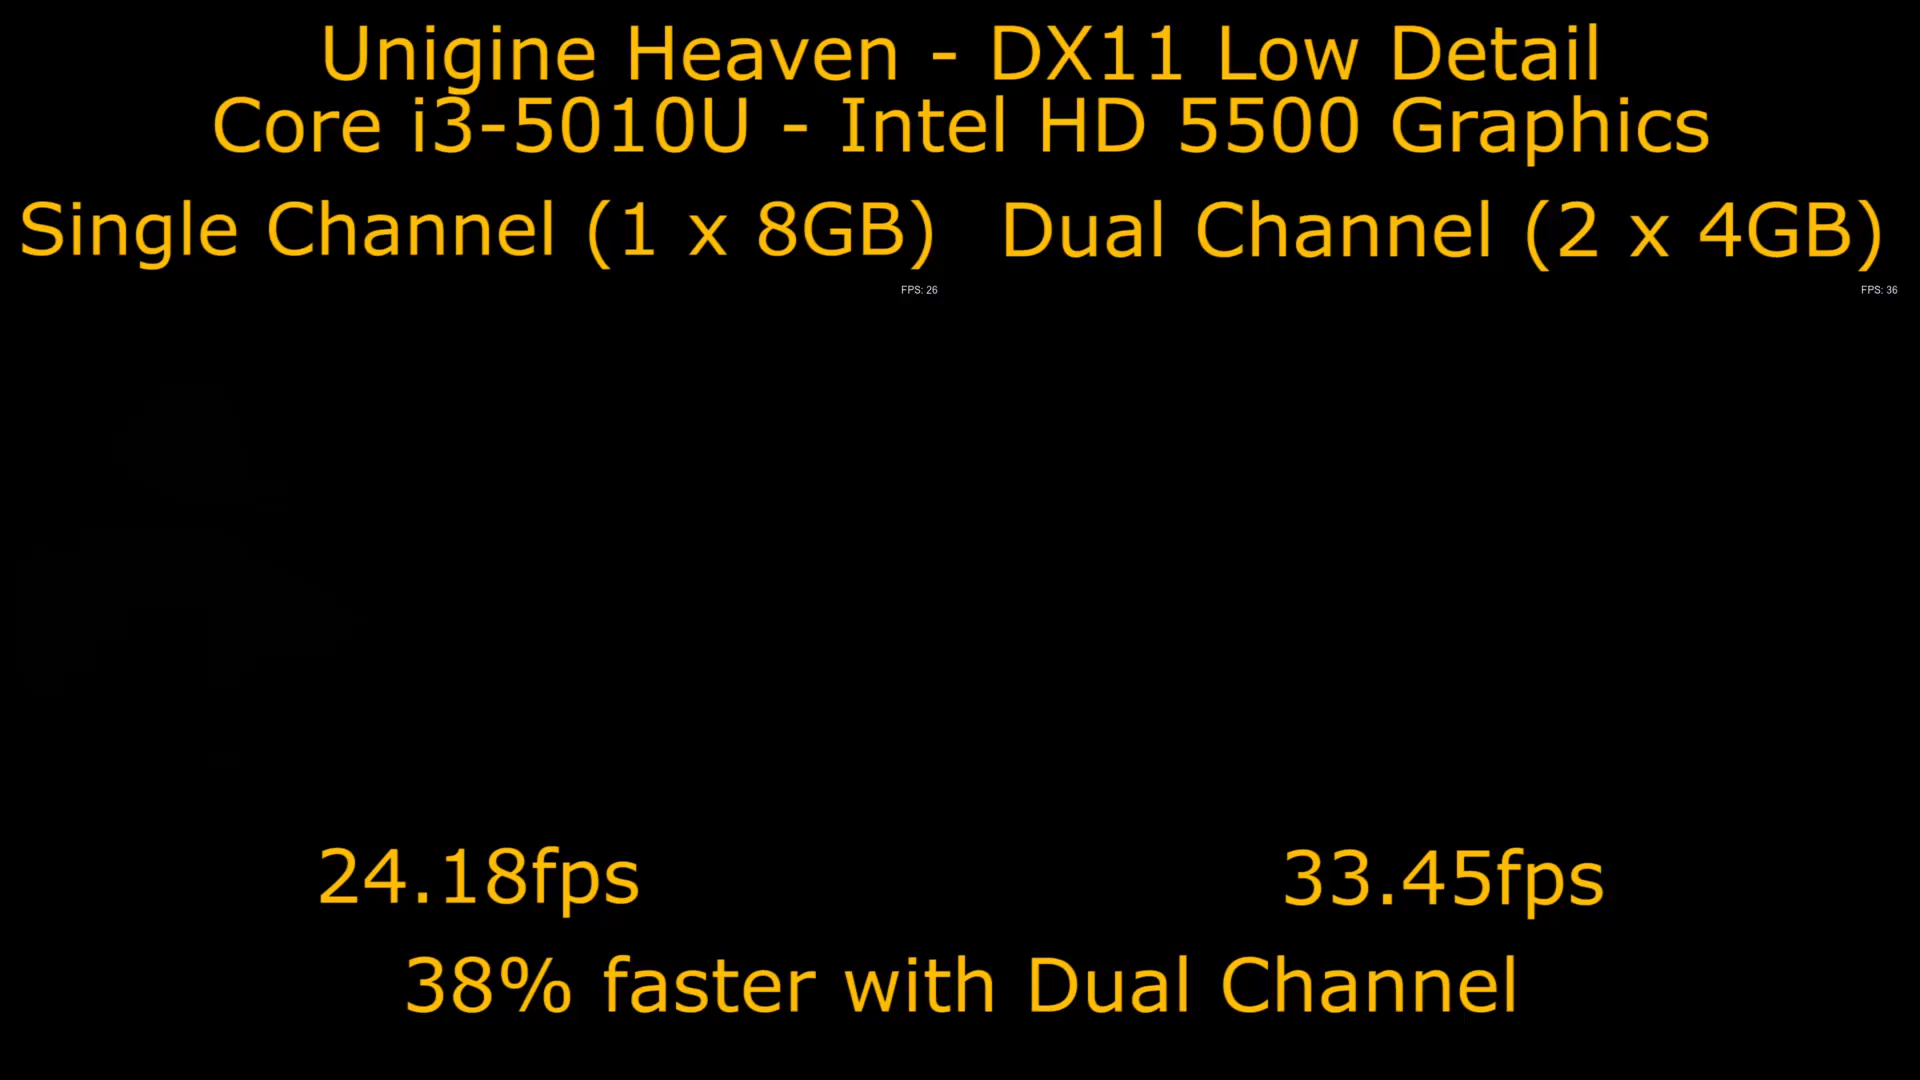 Unigine Heaven - DX11 Low Detail
Core i3-5010U - Intel HD 5500 Graphics
Single Channel (1 x 8GB) Dual Channel (2 x 4GB)
FPS: 26 FPS: 36
24.18fps 33.45fps
38% faster with Dual Channel